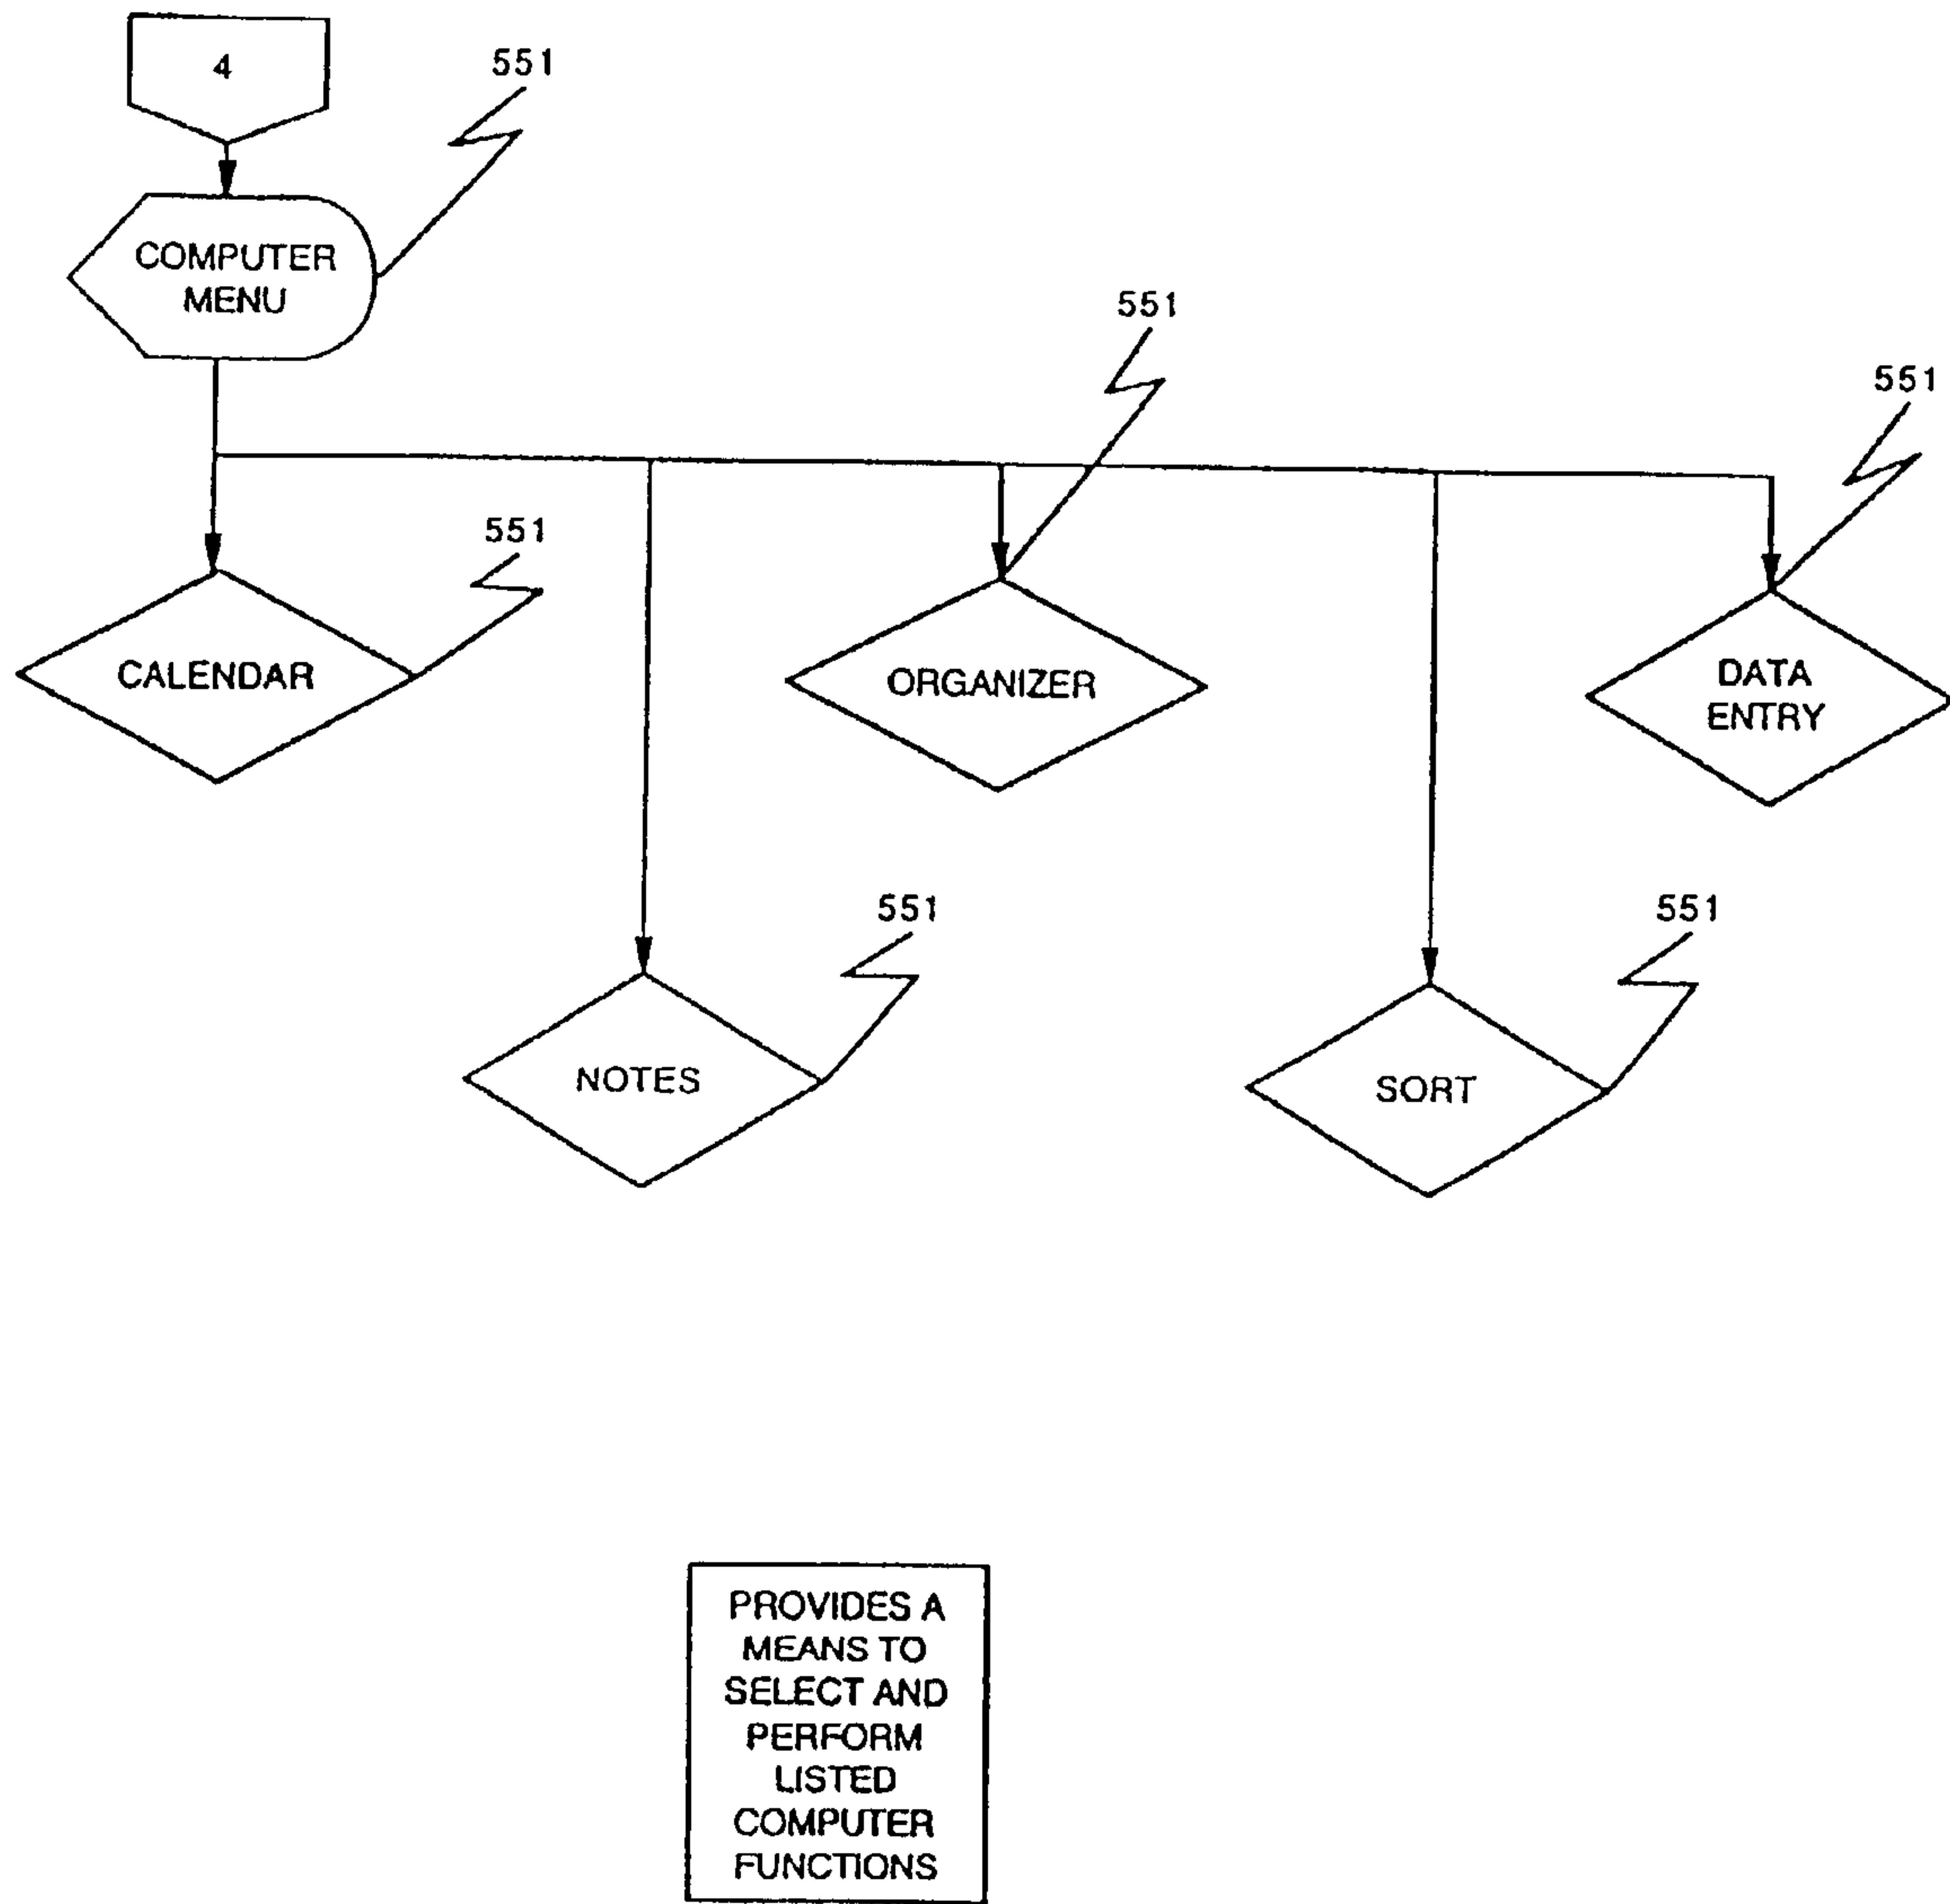 4
551
COMPUTER
MENU
551
551
551
CALENDAR
ORGANIZER
DATA
ENTRY
551
551
NOTES
SORT
PROVIDES A
MEANS TO
SELECT AND
PERFORM
LISTED
COMPUTER
FUNCTIONS